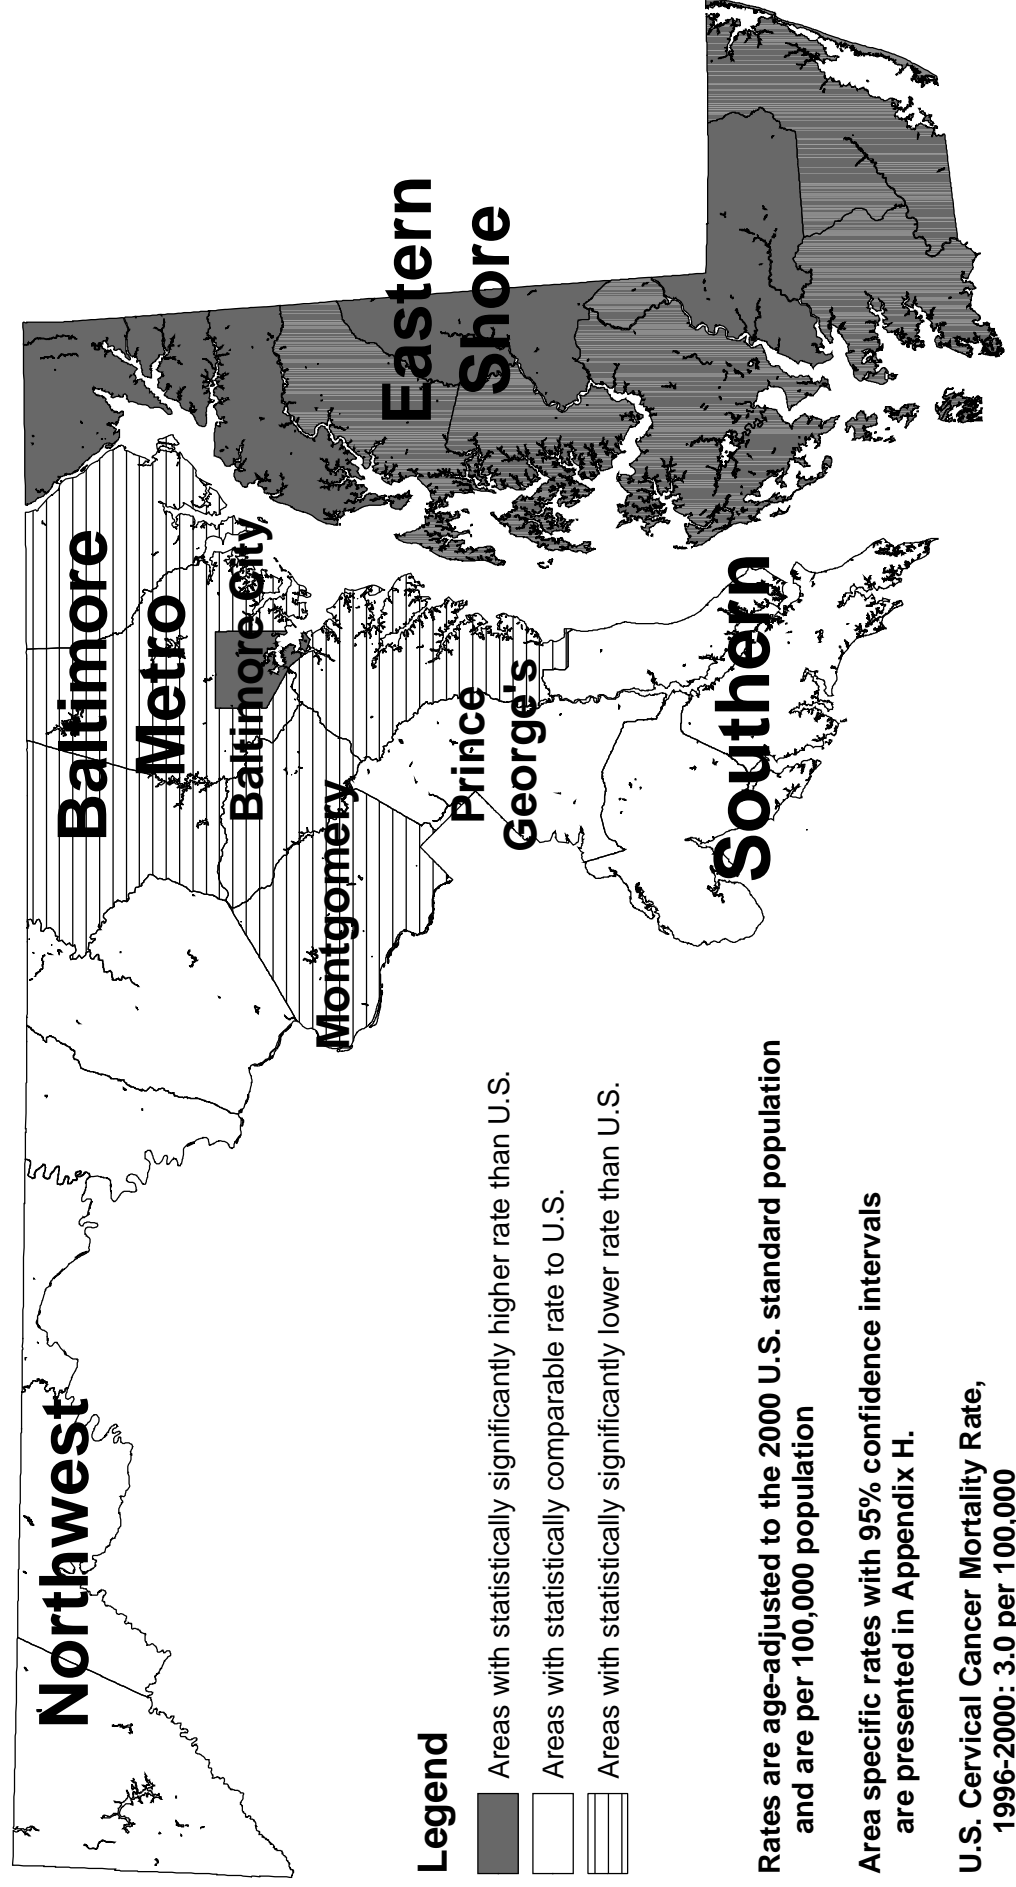 Northwest
Baltimore
Metro
Baltimore City
Montgomery
Prince
George's
Eastern
Shore
Southern
Legend
Areas with statistically significantly higher rate than U.S.
Areas with statistically comparable rate to U.S.
Areas with statistically significantly lower rate than U.S.
Rates are age-adjusted to the 2000 U.S. standard population
and are per 100,000 population
Area specific rates with 95% confidence intervals
are presented in Appendix H.
U.S. Cervical Cancer Mortality Rate,
1996-2000: 3.0 per 100,000